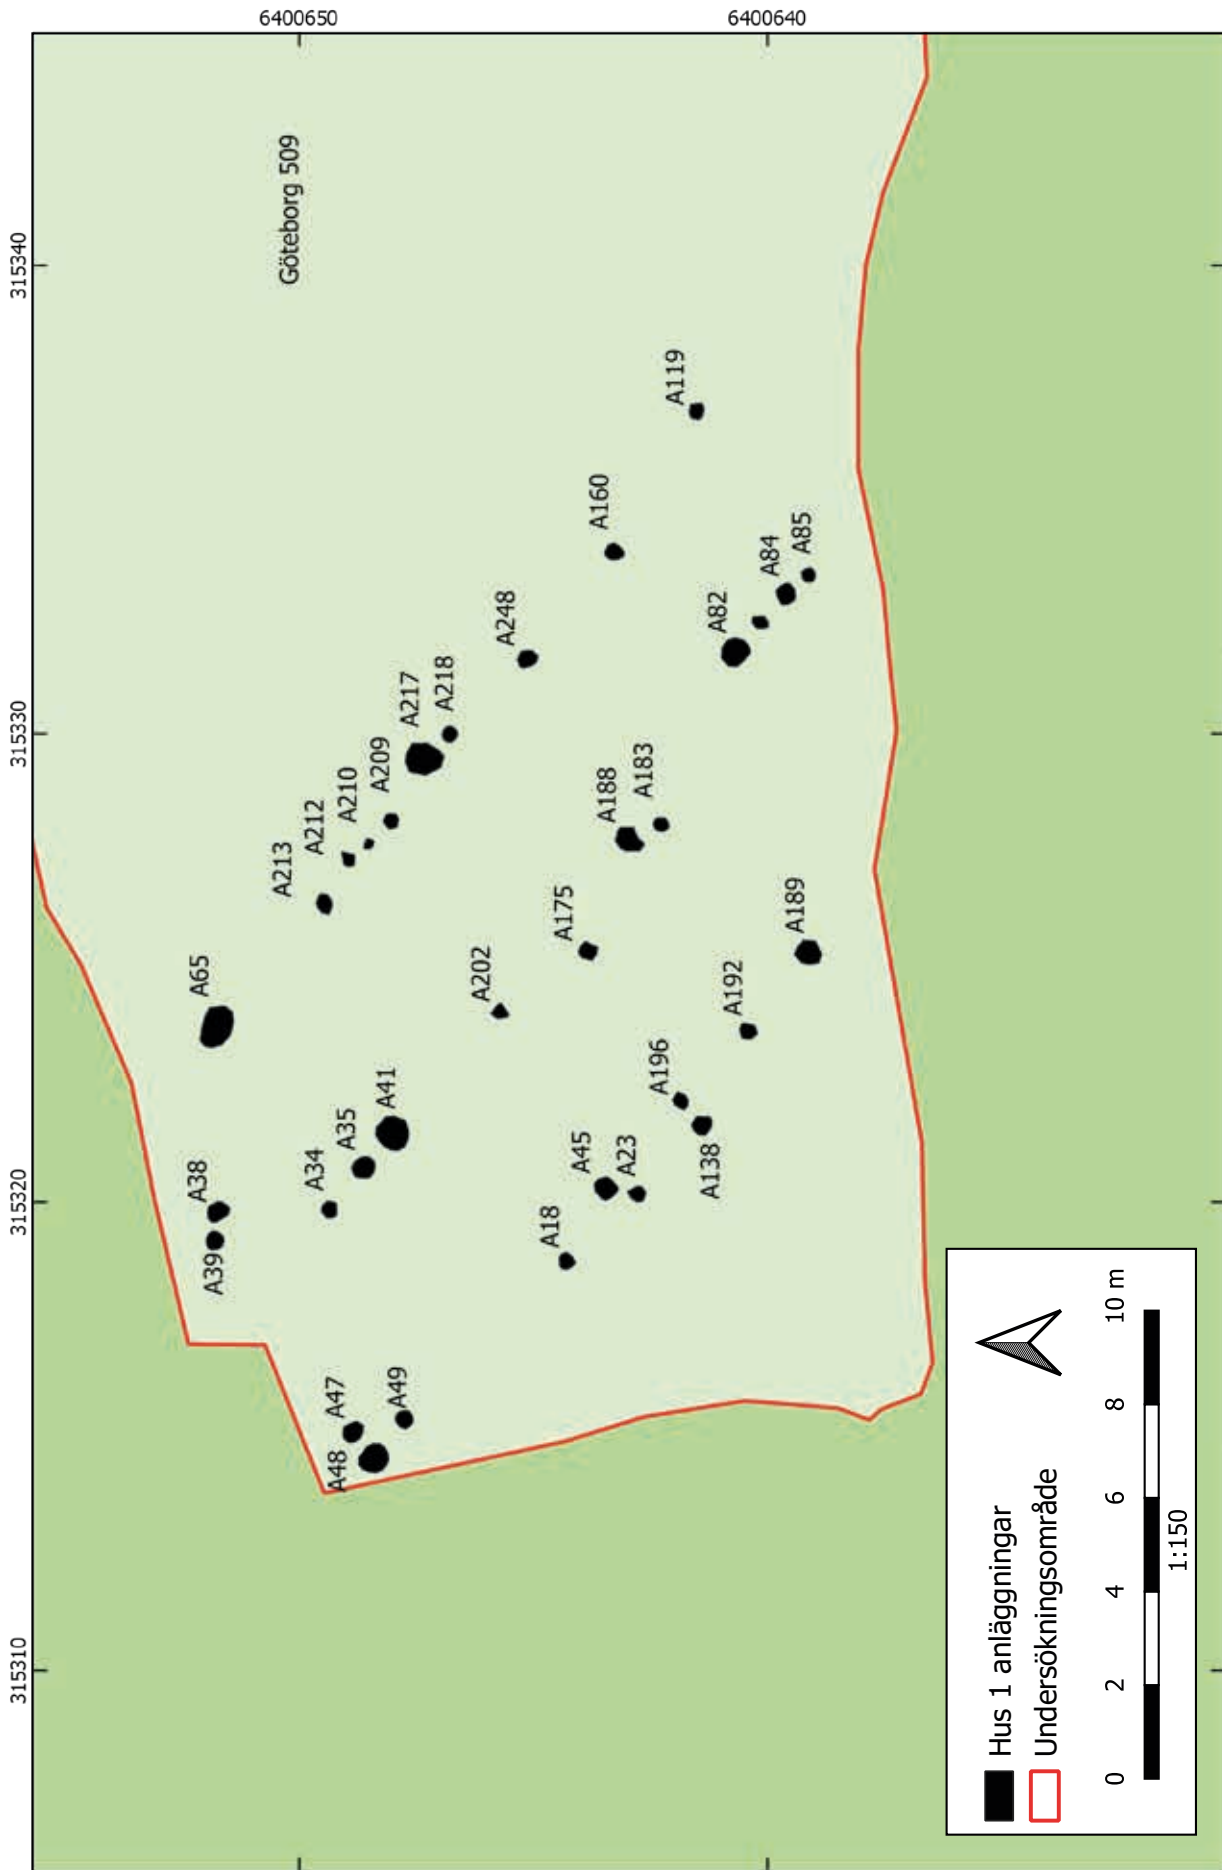 6400650
6400640
315340
315330
315320
315310
Göteborg 509
A119
A160
A84
A85
A82
A248
A218
A217
A209
A210
A212
A213
A188
A183
A175
A189
A202
A192
A65
A196
A41
A35
A34
A38
A39
A45
A23
A138
A18
A47
A49
A48
Hus 1 anläggningar
Undersökningsområde
0 2 4 6 8 10 m
1:150